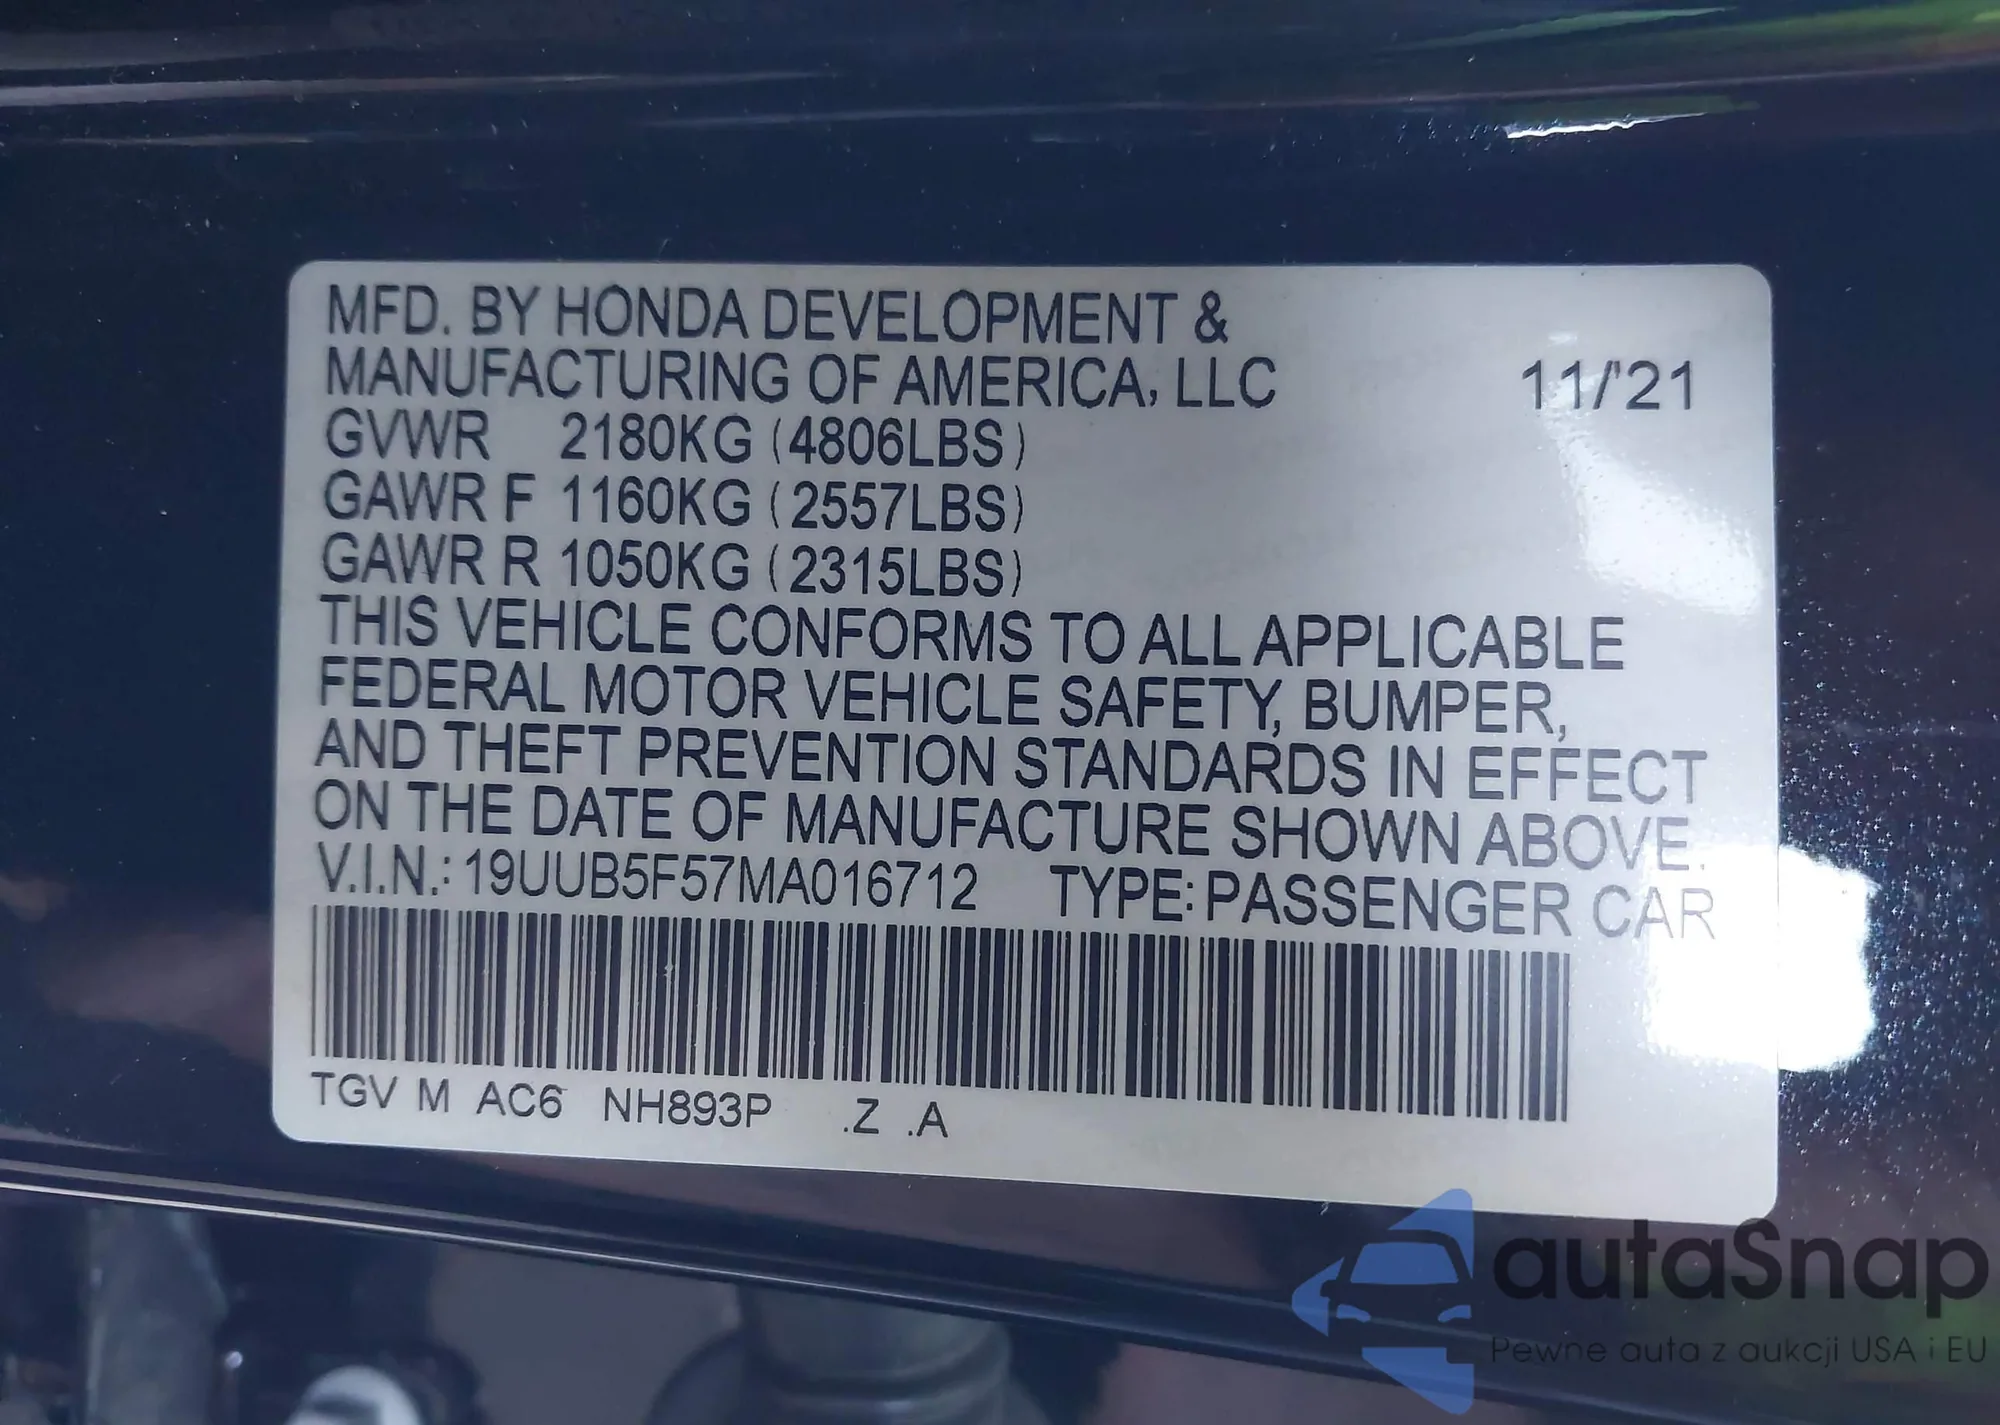 MFD. BY HONDA DEVELOPMENT &
MANUFACTURING OF AMERICA, LLC 11/'21
GVWR 2180KG (4806LBS)
GAWR F 1160KG (2557LBS)
GAWR R 1050KG (2315LBS)
THIS VEHICLE CONFORMS TO ALL APPLICABLE
FEDERAL MOTOR VEHICLE SAFETY, BUMPER,
AND THEFT PREVENTION STANDARDS IN EFFECT
ON THE DATE OF MANUFACTURE SHOWN ABOVE.
V.I.N.: 19UUB5F57MA016712 TYPE: PASSENGER CAR
TGV M AC6 NH893P .Z .A
autaSnap
Pewne auta z aukcji USA i EU